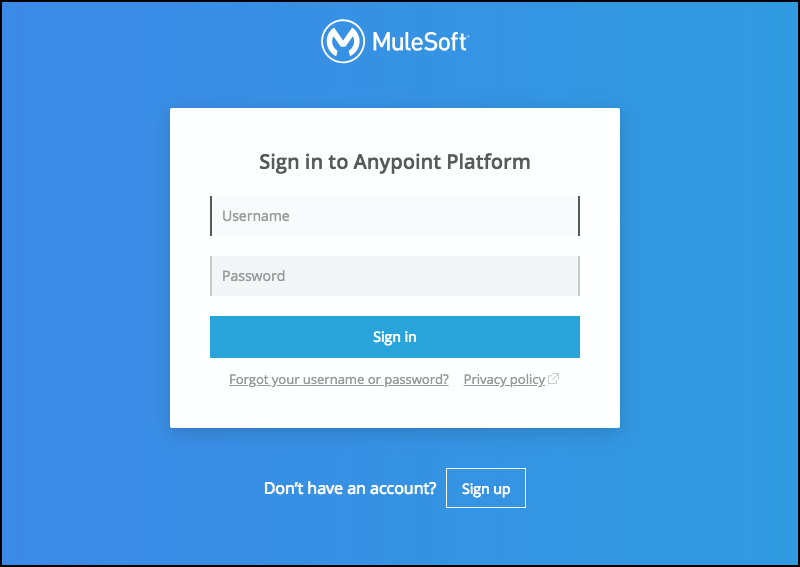 MuleSoft
Sign in to Anypoint Platform
Username
Password
Sign in
Forgot your username or password? Privacy policy
Don't have an account? Sign up